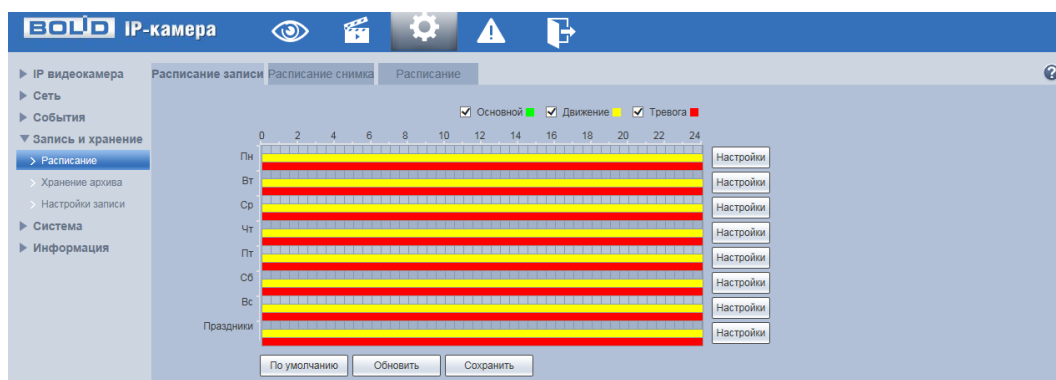 BOLID IP-камера
IP видеокамера
Сеть
События
Запись и хранение
Расписание
Хранение архива
Настройки записи
Система
Информация
Расписание записи Расписание снимка Расписание
Основной Движение Тревога
0 2 4 6 8 10 12 14 16 18 20 22 24
Пн Настройки
Вт Настройки
Ср Настройки
Чт Настройки
Пт Настройки
Сб Настройки
Вс Настройки
Праздники Настройки
По умолчанию Обновить Сохранить